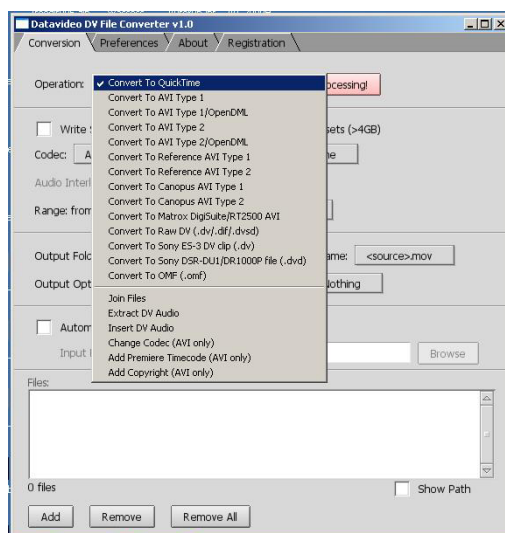 Datavideo DV File Converter v1.0
Conversion Preferences About Registration
Operation:
✓ Convert To QuickTime
Convert To AVI Type 1
Convert To AVI Type 1/OpenDML
Convert To AVI Type 2
Convert To AVI Type 2/OpenDML
Convert To Reference AVI Type 1
Convert To Reference AVI Type 2
Convert To Canopus AVI Type 1
Convert To Canopus AVI Type 2
Convert To Matrox DigiSuite/RT2500 AVI
Convert To Raw DV (.dv/.dif/.dvsd)
Convert To Sony ES-3 DV clip (.dv)
Convert To Sony DSR-DU1/DR1000P file (.dvd)
Convert To OMF (.omf)
Join Files
Extract DV Audio
Insert DV Audio
Change Codec (AVI only)
Add Premiere Timecode (AVI only)
Add Copyright (AVI only)
ocessing!
Write sets (>4GB)
Codec: A e
Audio Interl
Range: from
Output Fold ame: <source>.mov
Output Opt Nothing
Autom
Input Browse
Files:
0 files Show Path
Add Remove Remove All